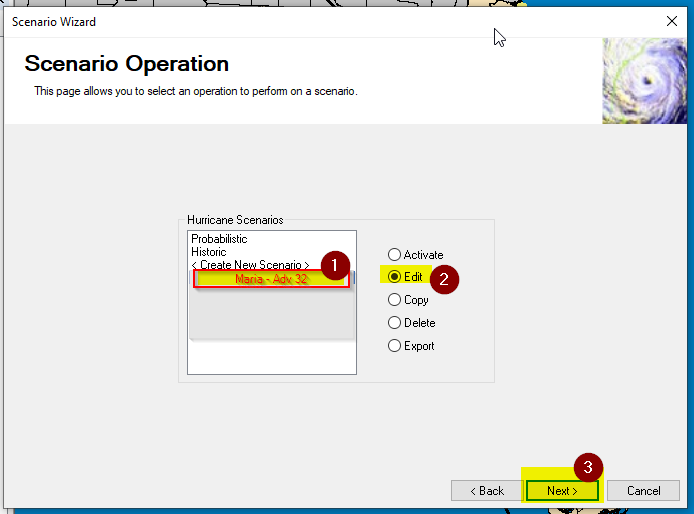 Scenario Wizard
Scenario Operation
This page allows you to select an operation to perform on a scenario.
Hurricane Scenarios
Probabilistic
Historic
< Create New Scenario >
1
Maria - Adv 32
Activate
Edit
2
Copy
Delete
Export
3
< Back
Next >
Cancel